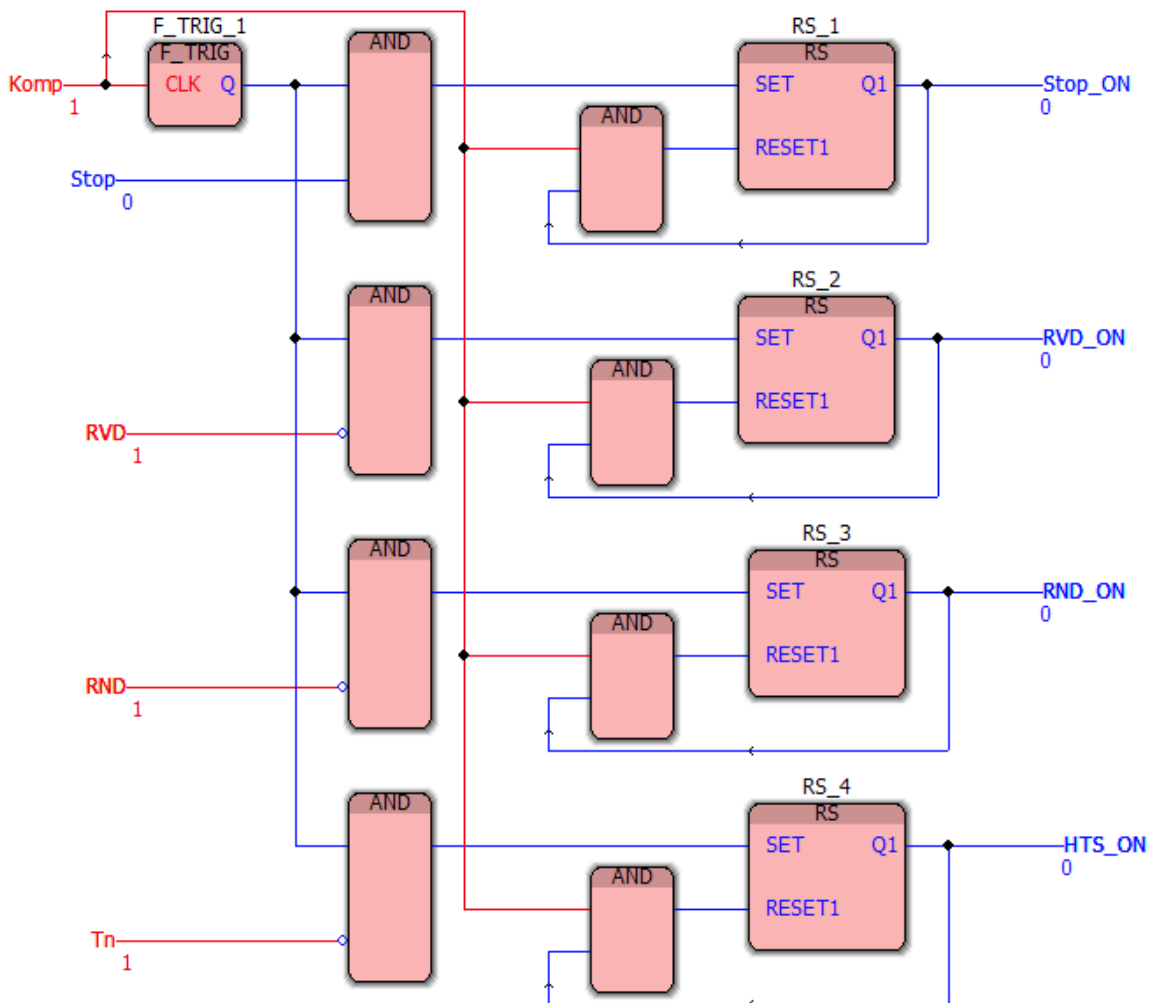 F_TRIG_1
F_TRIG
Komp
1
CLK Q
AND
Stop
0
AND
RS_1
RS
SET Q1
RESET1
Stop_ON
0
AND
RVD
1
AND
RS_2
RS
SET Q1
RESET1
RVD_ON
0
AND
RND
1
AND
RS_3
RS
SET Q1
RESET1
RND_ON
0
AND
Tn
1
AND
RS_4
RS
SET Q1
RESET1
HTS_ON
0